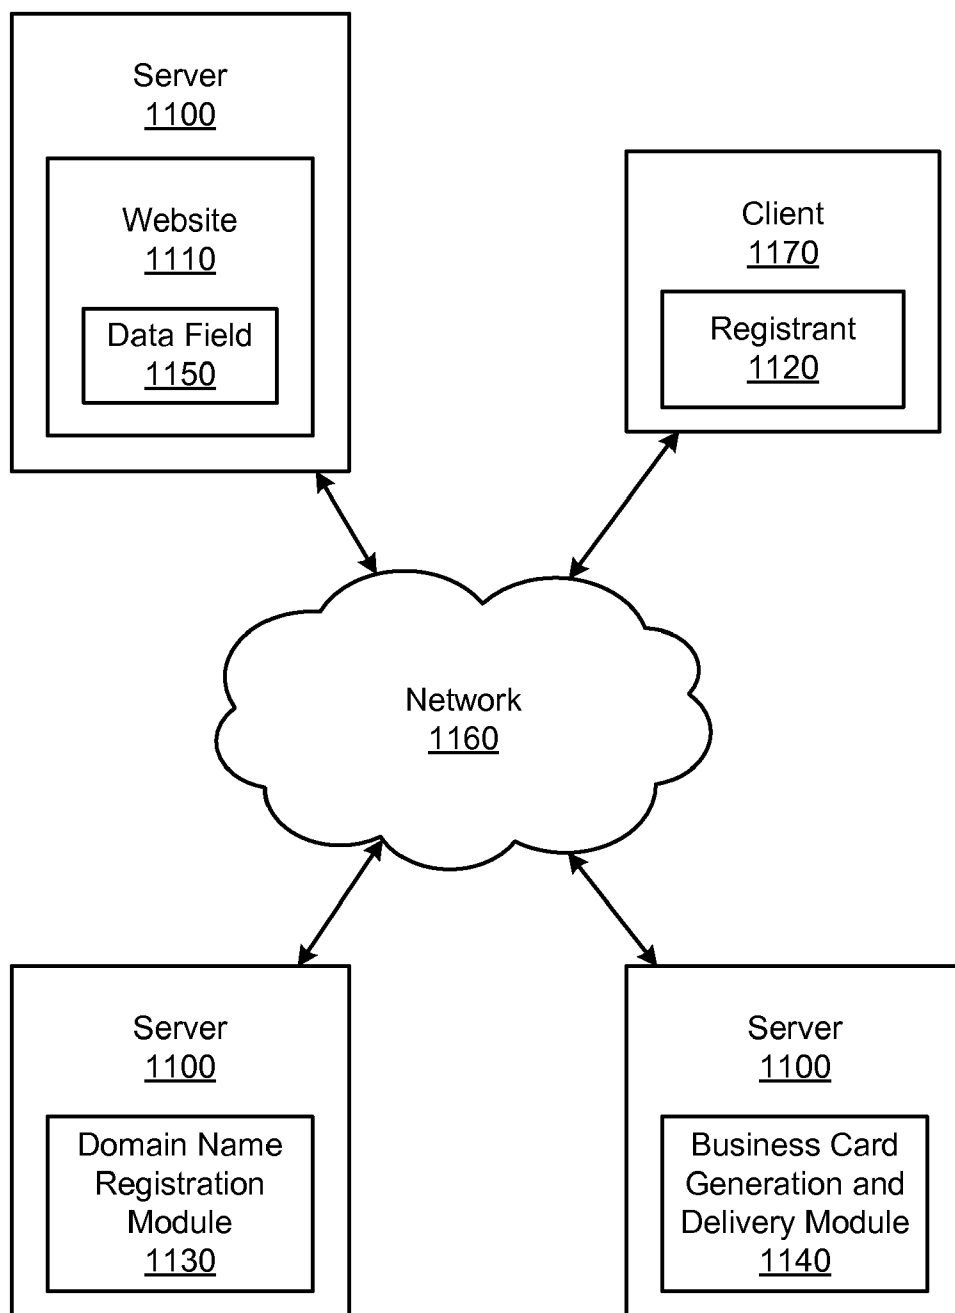 Server
1100
Website
1110
Data Field
1150
Client
1170
Registrant
1120
Network
1160
Server
1100
Domain Name
Registration
Module
1130
Server
1100
Business Card
Generation and
Delivery Module
1140